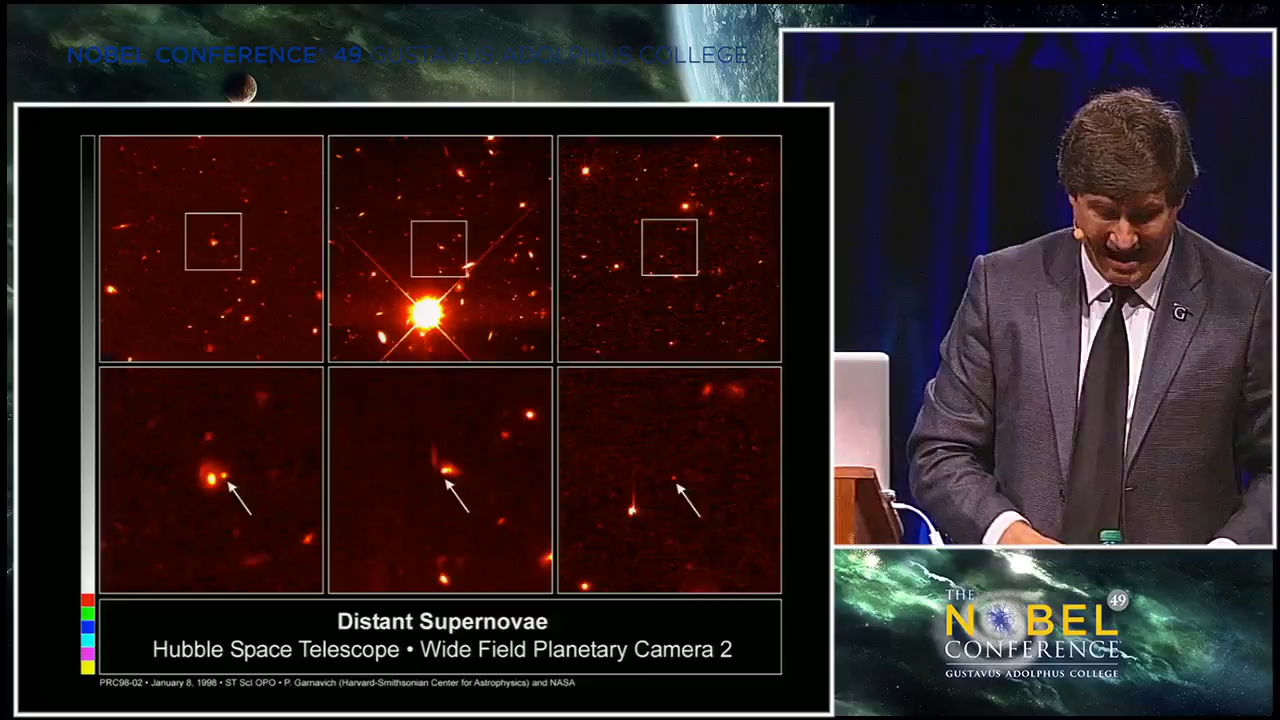 NOBEL CONFERENCE® 49 GUSTAVUS ADOLPHUS COLLEGE
G
Distant Supernovae
Hubble Space Telescope • Wide Field Planetary Camera 2
PRC98-02 • January 8, 1998 • ST ScI OPO • P. Garnavich (Harvard-Smithsonian Center for Astrophysics) and NASA
THE
49
NOBEL
CONFERENCE
GUSTAVUS ADOLPHUS COLLEGE